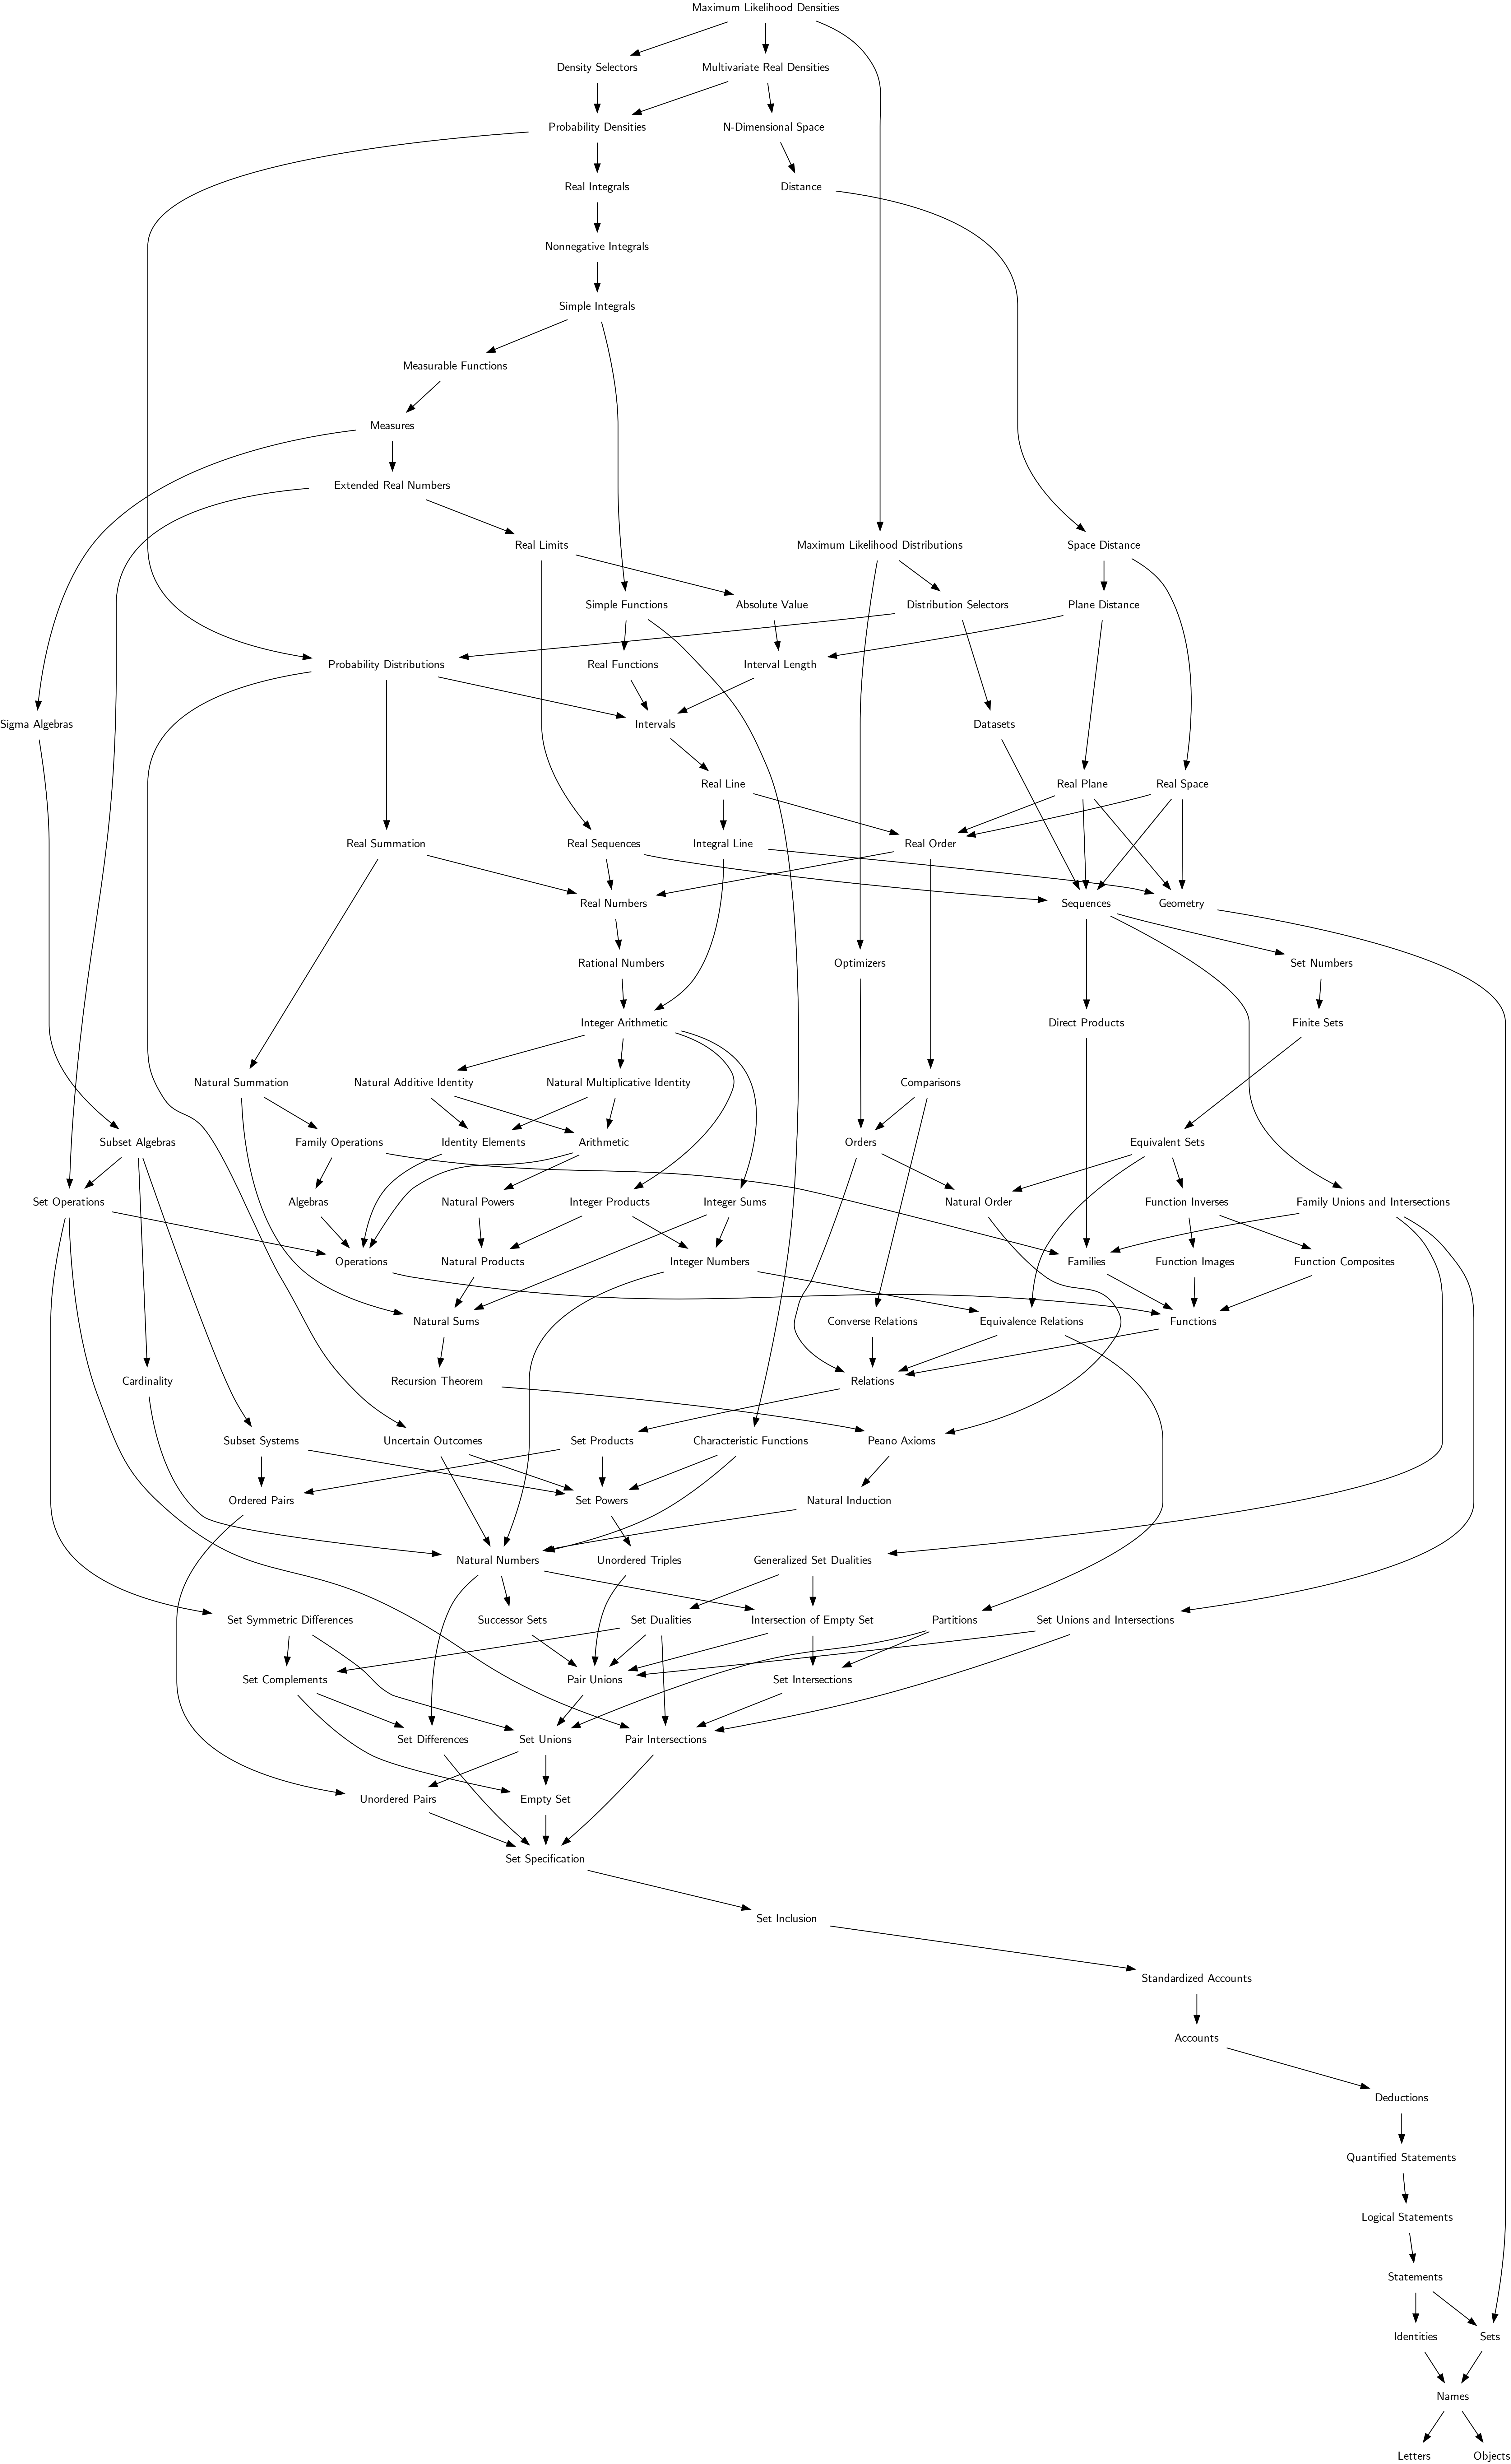 Maximum Likelihood Densities
Density Selectors
Multivariate Real Densities
Probability Densities
N-Dimensional Space
Real Integrals
Distance
Nonnegative Integrals
Simple Integrals
Measurable Functions
Measures
Extended Real Numbers
Real Limits
Maximum Likelihood Distributions
Space Distance
Simple Functions
Absolute Value
Distribution Selectors
Plane Distance
Probability Distributions
Real Functions
Interval Length
Sigma Algebras
Intervals
Datasets
Real Line
Real Plane
Real Space
Real Summation
Real Sequences
Integral Line
Real Order
Real Numbers
Sequences
Geometry
Rational Numbers
Optimizers
Set Numbers
Integer Arithmetic
Direct Products
Finite Sets
Natural Summation
Natural Additive Identity
Natural Multiplicative Identity
Comparisons
Subset Algebras
Family Operations
Identity Elements
Arithmetic
Orders
Equivalent Sets
Set Operations
Algebras
Natural Powers
Integer Products
Integer Sums
Natural Order
Function Inverses
Family Unions and Intersections
Operations
Natural Products
Integer Numbers
Families
Function Images
Function Composites
Natural Sums
Converse Relations
Equivalence Relations
Functions
Cardinality
Recursion Theorem
Relations
Subset Systems
Uncertain Outcomes
Set Products
Characteristic Functions
Peano Axioms
Ordered Pairs
Set Powers
Natural Induction
Natural Numbers
Unordered Triples
Generalized Set Dualities
Set Symmetric Differences
Successor Sets
Set Dualities
Intersection of Empty Set
Partitions
Set Unions and Intersections
Set Complements
Pair Unions
Set Intersections
Set Differences
Set Unions
Pair Intersections
Unordered Pairs
Empty Set
Set Specification
Set Inclusion
Standardized Accounts
Accounts
Deductions
Quantified Statements
Logical Statements
Statements
Identities
Sets
Names
Letters
Objects